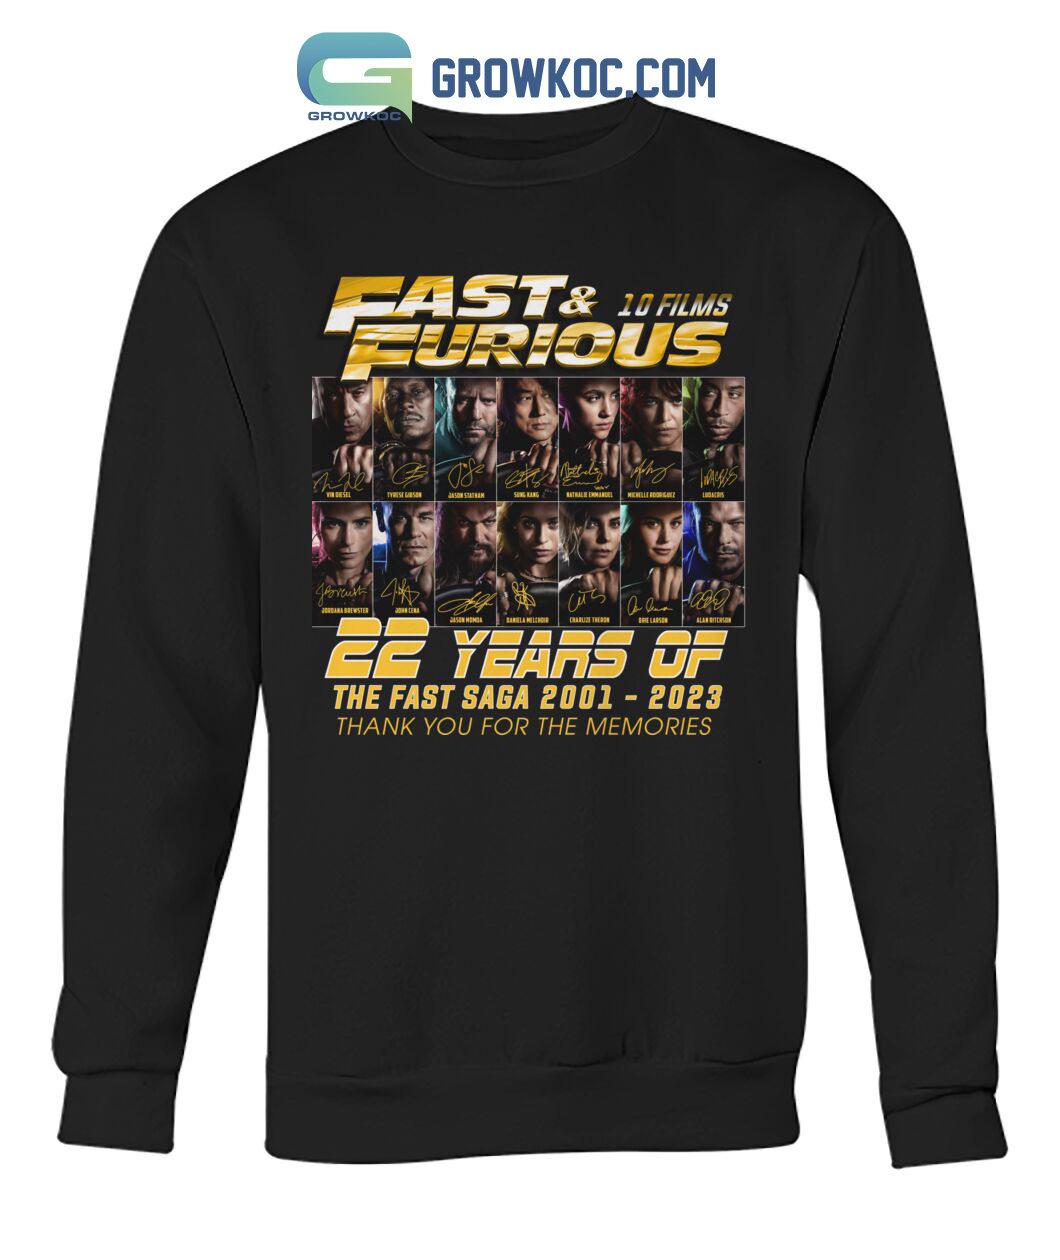 GROWKOC.COM
GROWKOC
FAST &
10 FILMS
FURIOUS
VIN DIESEL
TYRESE GIBSON
JASON STATHAM
SUNG KANG
NATHALIE EMMANUEL
MICHELLE RODRIGUEZ
LUDACRIS
JORDANA BREWSTER
JOHN CENA
JASON MOMOA
DANIELA MELCHOIR
CHARLIZE THERON
BRIE LARSON
ALAN RITCHSON
22 YEARS OF
THE FAST SAGA 2001 - 2023
THANK YOU FOR THE MEMORIES